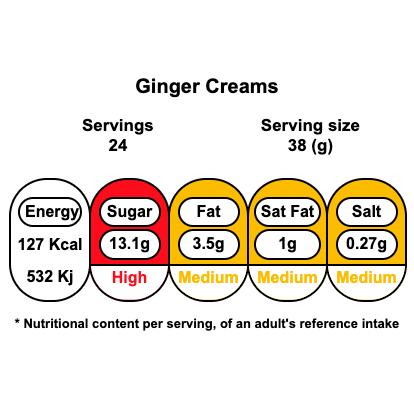 Ginger Creams
Servings
24
Serving size
38 (g)
Energy
127 Kcal
532 Kj
Sugar
13.1g
High
Fat
3.5g
Medium
Sat Fat
1g
Medium
Salt
0.27g
Medium
* Nutritional content per serving, of an adult's reference intake